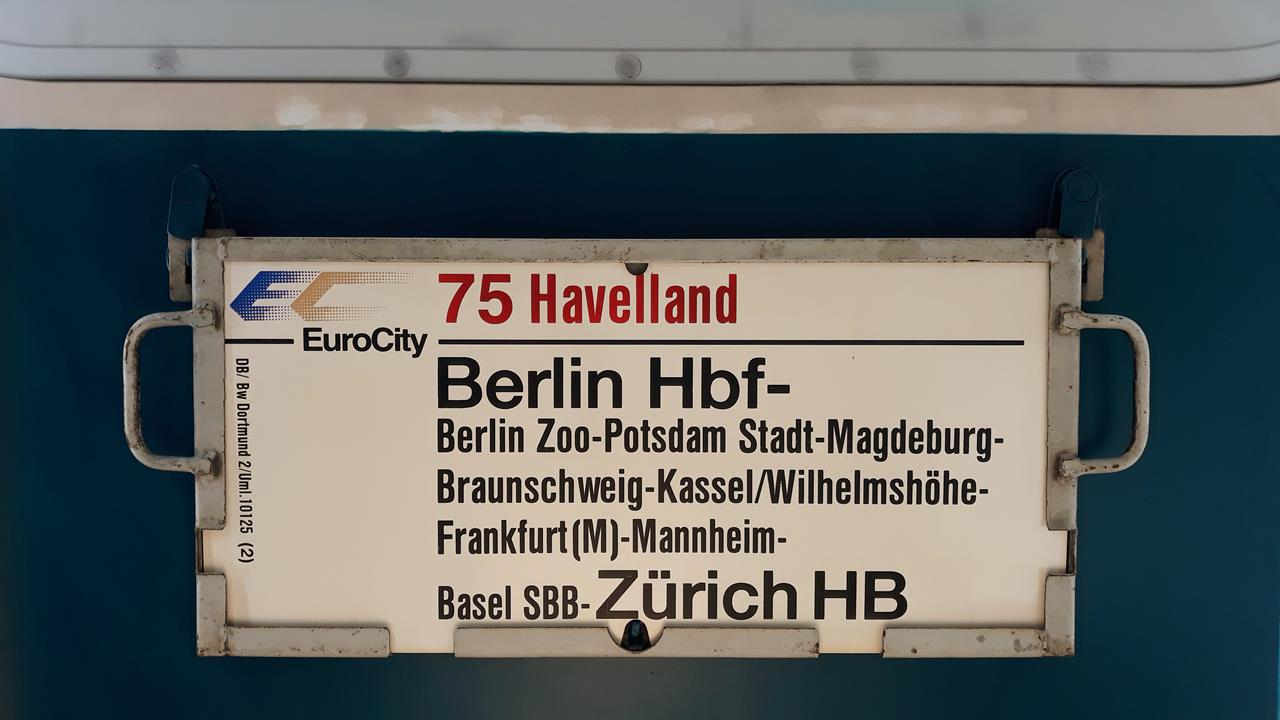 EC 75 Havelland
EuroCity
Berlin Hbf-
Berlin Zoo-Potsdam Stadt-Magdeburg-
Braunschweig-Kassel/Wilhelmshöhe-
Frankfurt(M)-Mannheim-
Basel SBB-Zürich HB
DB/ Bw Dortmund 2/Uml.10125 (2)